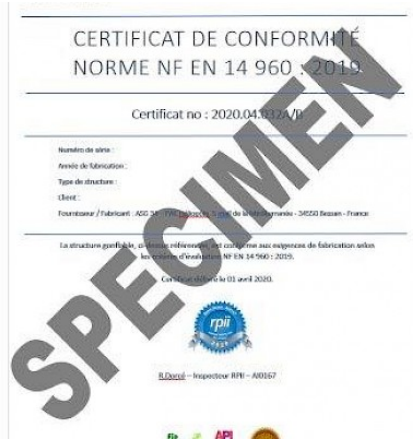 CERTIFICAT DE CONFORMITÉ
NORME NF EN 14 960 : 2019
Certificat no : 2020.04.032A/B
Numéro de série :
Année de fabrication :
Type de structure :
Client :
Fournisseur / Fabricant : ASG 34 - de la - 34550 Bessan - France
La structure gonflable, ci-dessus référencée, est conforme aux exigences de fabrication selon
les critères d'évaluation NF EN 14 960 : 2019.
Certificat délivré le 01 avril 2020.
rpii
R.Dorcé – Inspecteur RPII – AI0167
API
SPECIMEN